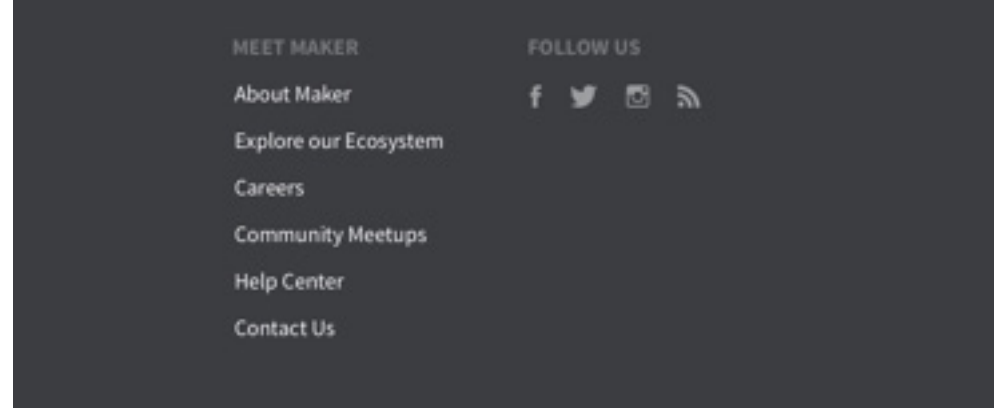 MEET MAKER
About Maker
Explore our Ecosystem
Careers
Community Meetups
Help Center
Contact Us
FOLLOW US